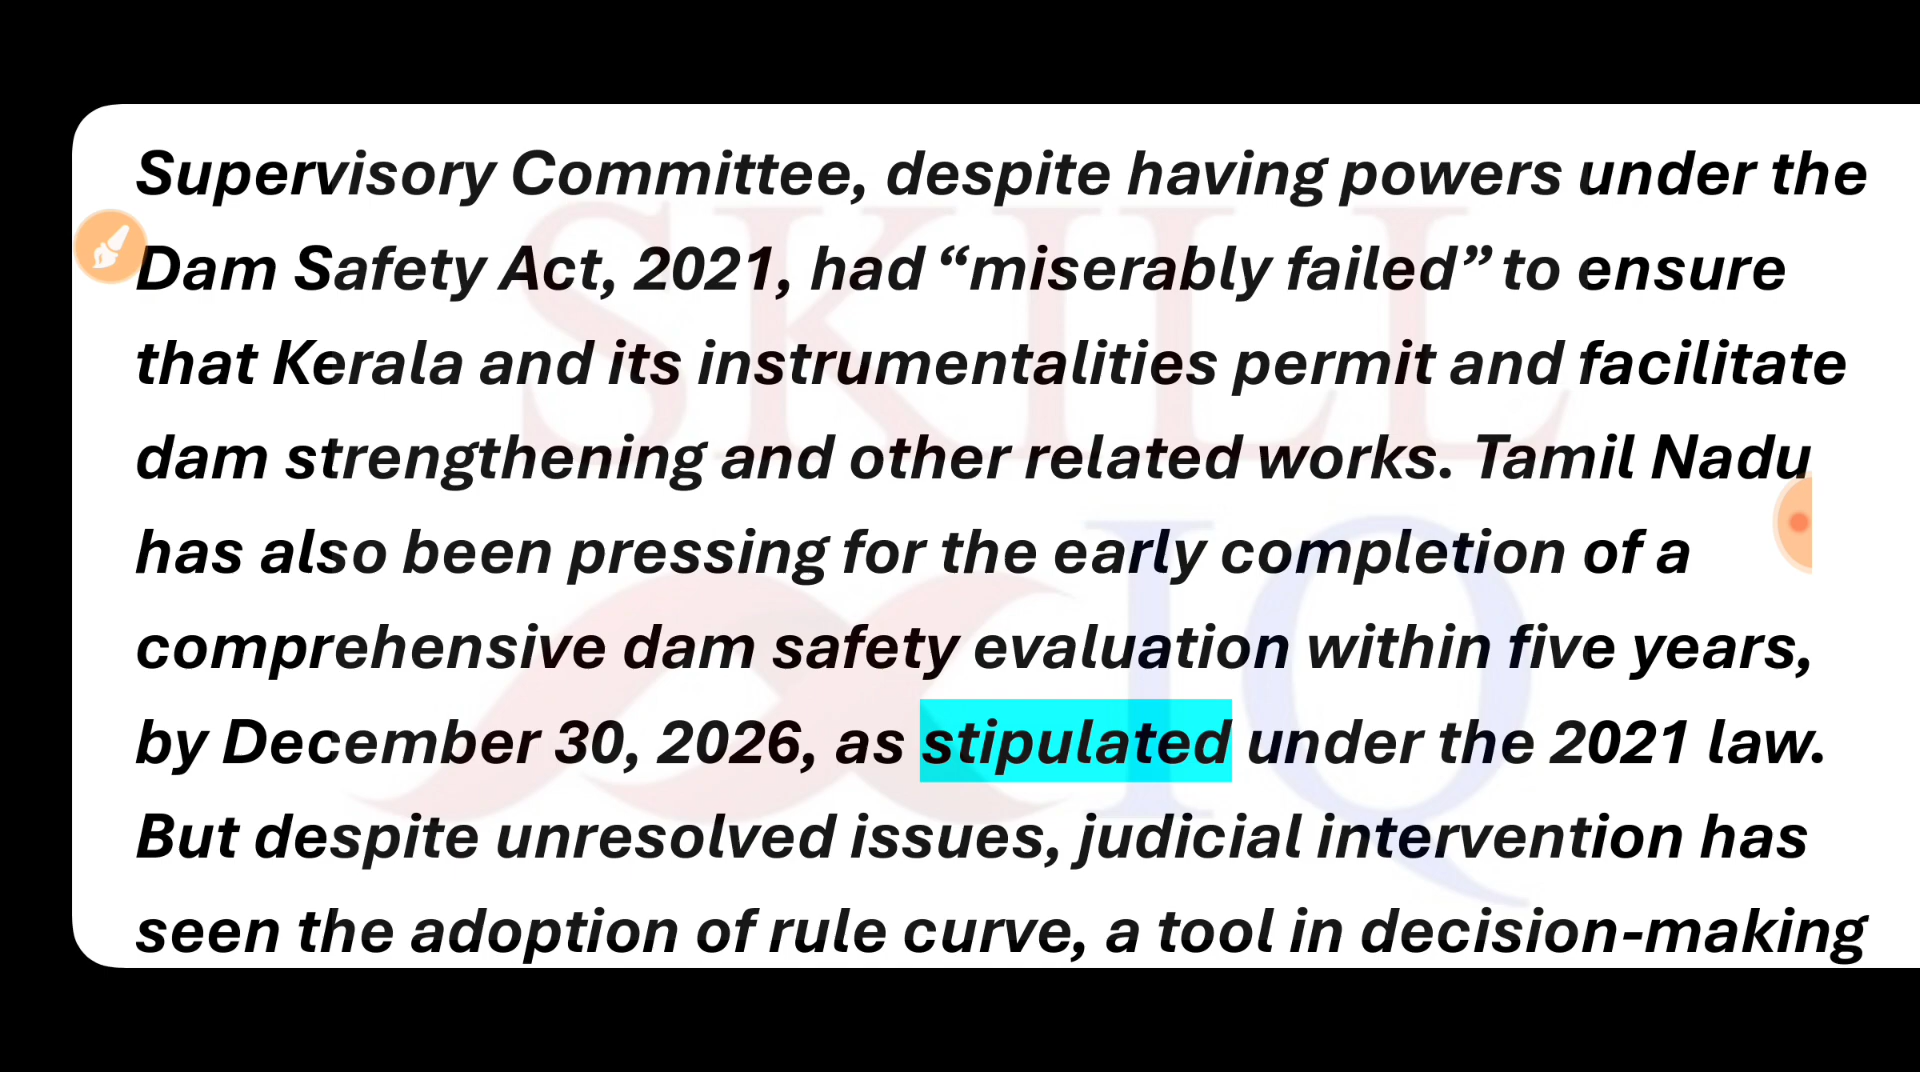 Supervisory Committee, despite having powers under the
Dam Safety Act, 2021, had “miserably failed” to ensure
that Kerala and its instrumentalities permit and facilitate
dam strengthening and other related works. Tamil Nadu
has also been pressing for the early completion of a
comprehensive dam safety evaluation within five years,
by December 30, 2026, as stipulated under the 2021 law.
But despite unresolved issues, judicial intervention has
seen the adoption of rule curve, a tool in decision-making
SKILL
IQ